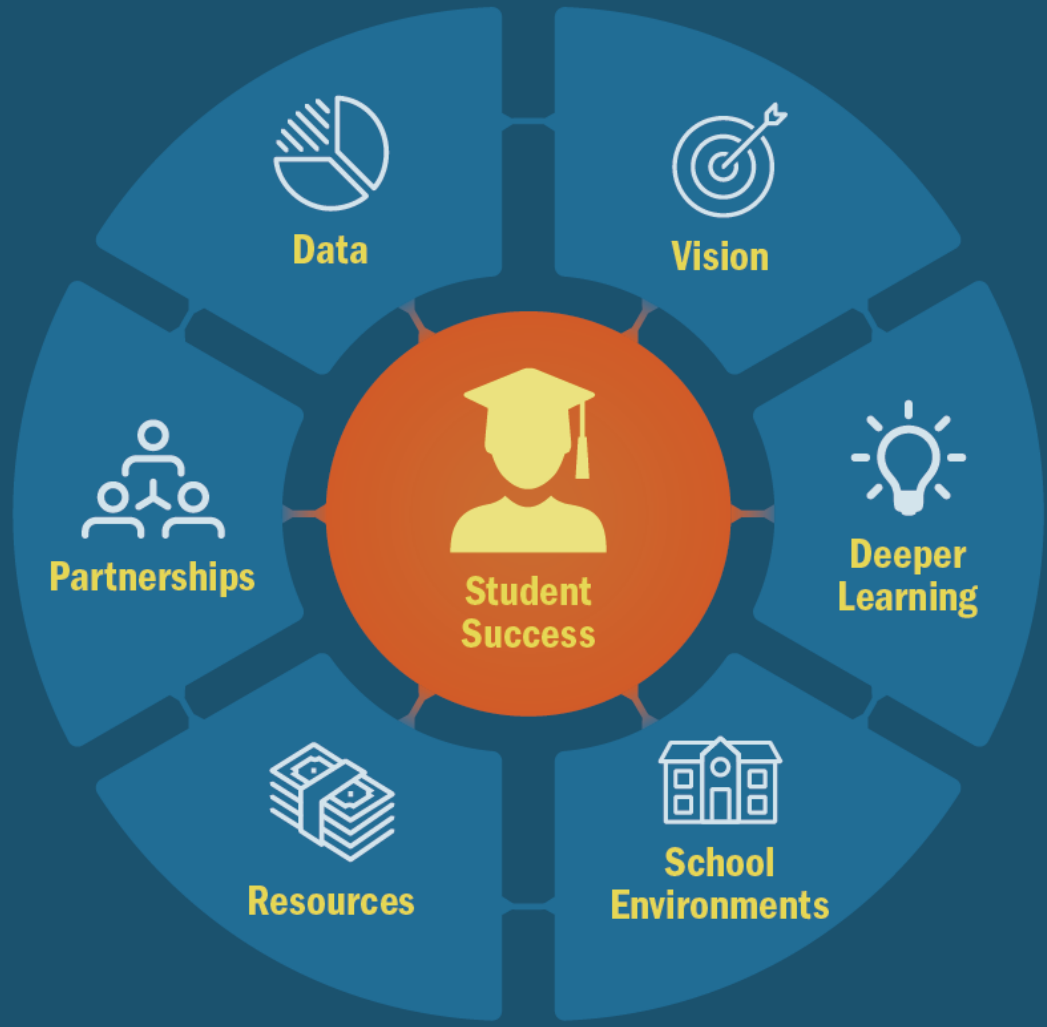 Data
Vision
Partnerships
Student
Success
Deeper
Learning
Resources
School
Environments